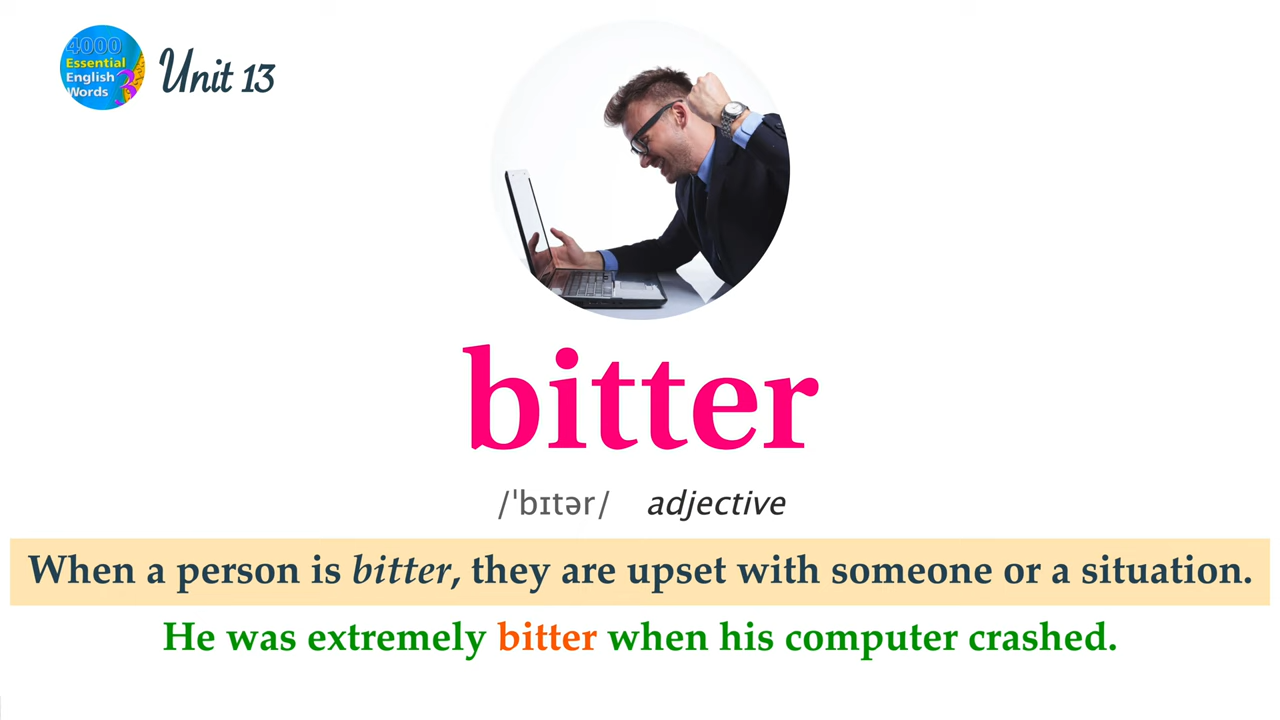 4000
Essential
English
Words 3
Unit 13
bitter
/ˈbɪtər/ adjective
When a person is bitter, they are upset with someone or a situation.
He was extremely bitter when his computer crashed.